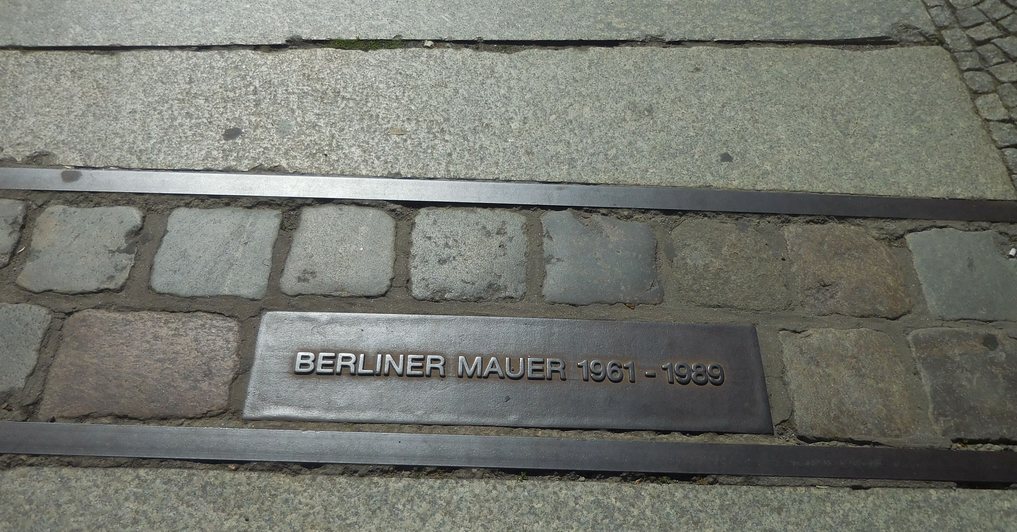 BERLINER MAUER 1961 - 1989